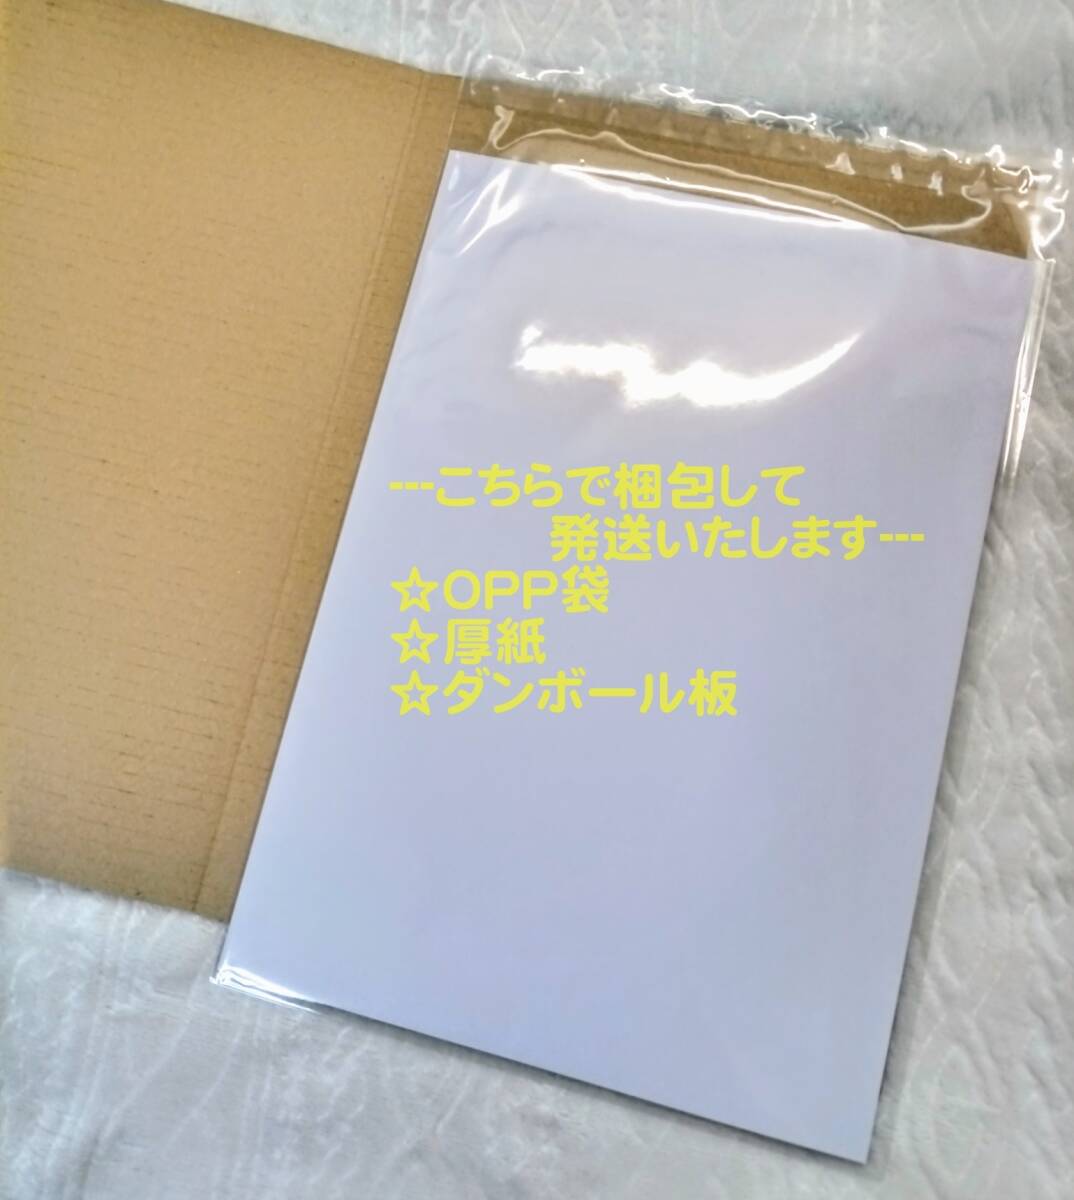 ---こちらで梱包して
発送いたします---
☆OPP袋
☆厚紙
☆ダンボール板